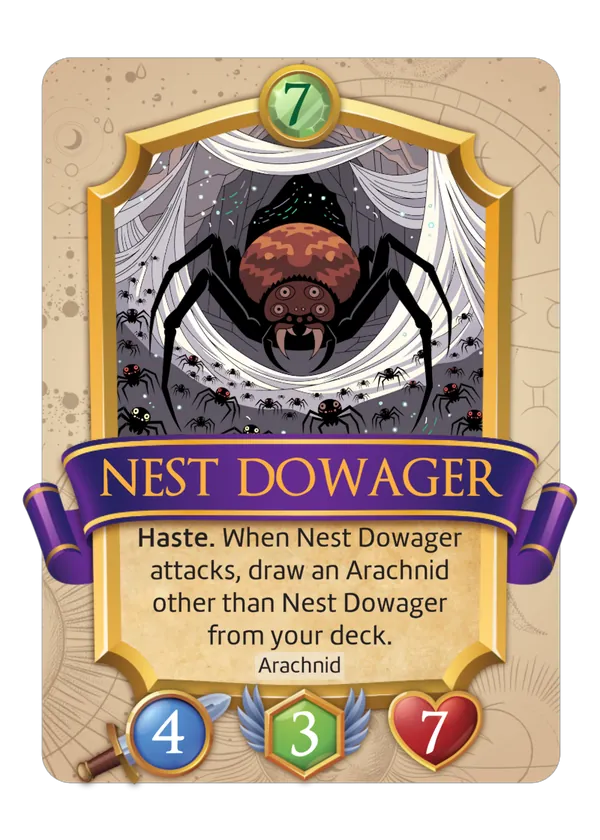 7
NEST DOWAGER
Haste. When Nest Dowager
attacks, draw an Arachnid
other than Nest Dowager
from your deck.
Arachnid
4
3
7